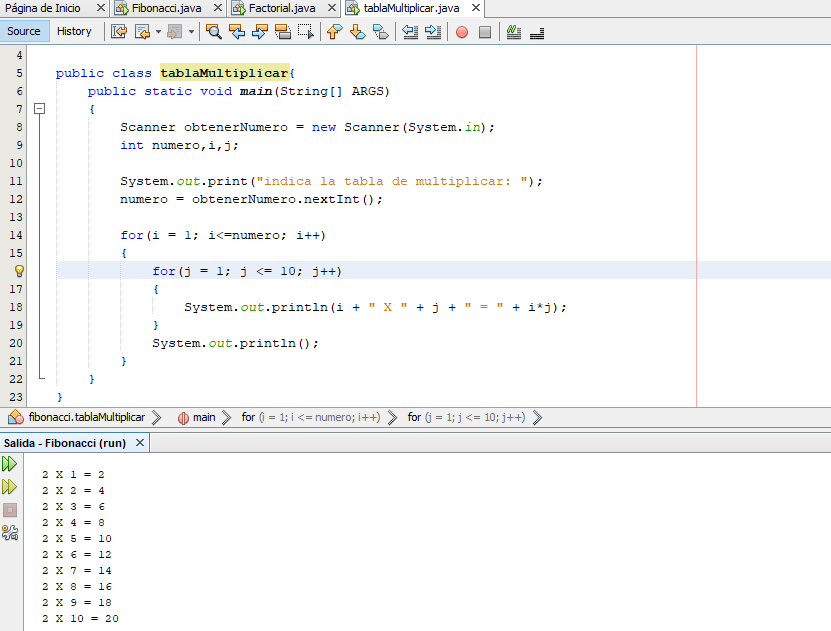 Página de Inicio Fibonacci.java Factorial.java tablaMultiplicar.java
Source History
4
5 public class tablaMultiplicar{
6 public static void main(String[] ARGS)
7 {
8 Scanner obtenerNumero = new Scanner(System.in);
9 int numero,i,j;
10
11 System.out.print("indica la tabla de multiplicar: ");
12 numero = obtenerNumero.nextInt();
13
14 for(i = 1; i<=numero; i++)
15 {
for(j = 1; j <= 10; j++)
17 {
18 System.out.println(i + " X " + j + " = " + i*j);
19 }
20 System.out.println();
21 }
22 }
23 }
fibonacci.tablaMultiplicar main for (i = 1; i <= numero; i++) for (j = 1; j <= 10; j++)
Salida - Fibonacci (run)
2 X 1 = 2
2 X 2 = 4
2 X 3 = 6
2 X 4 = 8
2 X 5 = 10
2 X 6 = 12
2 X 7 = 14
2 X 8 = 16
2 X 9 = 18
2 X 10 = 20